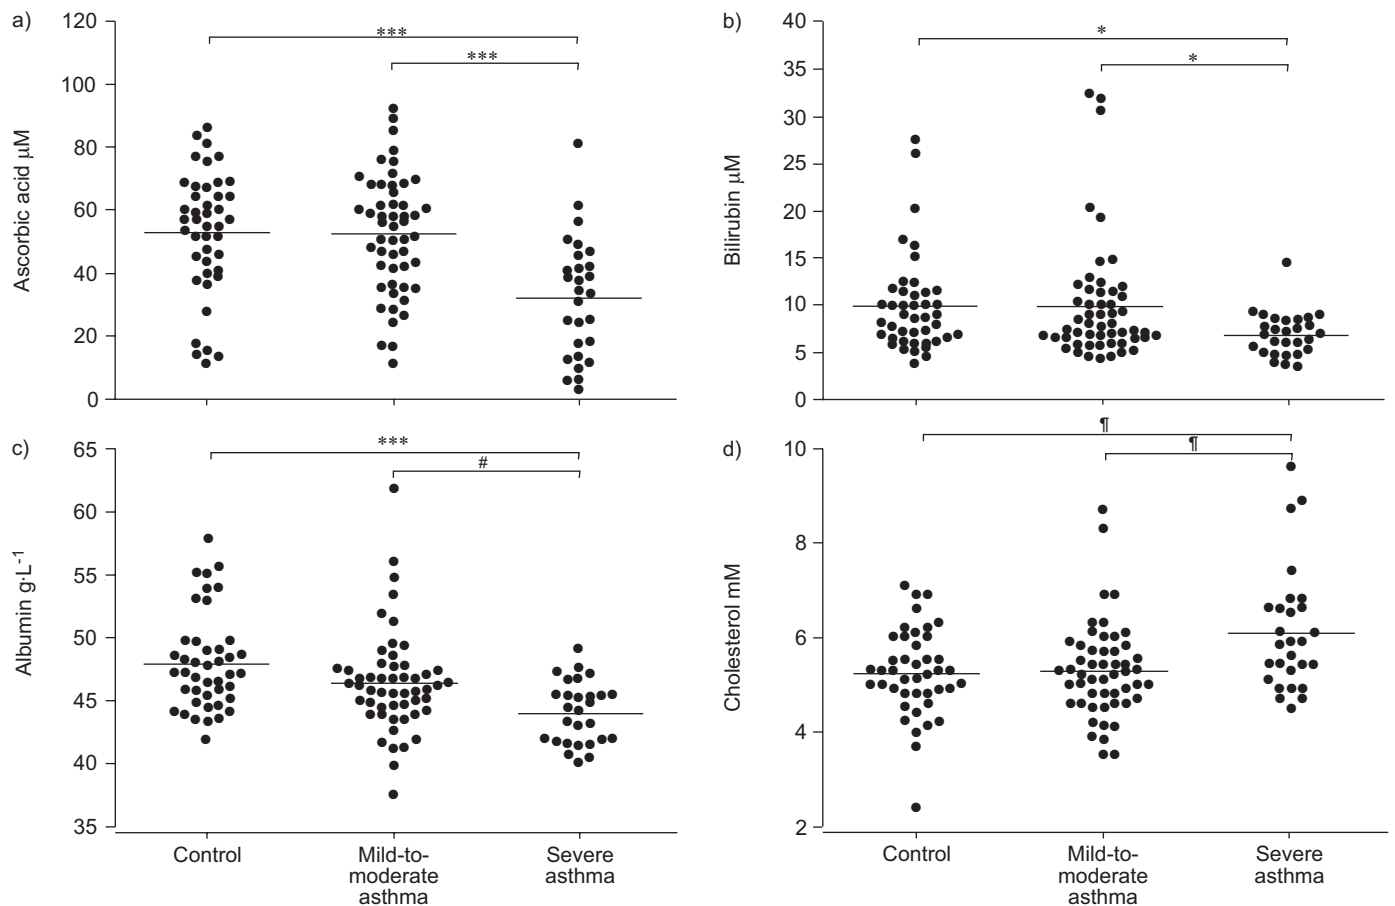 a)
120
100
80
60
40
20
0
Ascorbic acid μM
***
***
b)
40
35
30
25
20
15
10
5
0
Bilirubin μM
*
*
c)
65
60
55
50
45
40
35
Albumin g·L-1
***
#
Control
Mild-to-
moderate
asthma
Severe
asthma
d)
10
8
6
4
2
Cholesterol mM
¶
¶
Control
Mild-to-
moderate
asthma
Severe
asthma